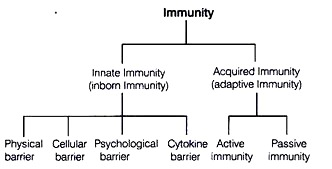 Immunity
Innate Immunity
(inborn Immunity)
Acquired Immunity
(adaptive Immunity)
Physical
barrier
Cellular
barrier
Psychological
barrier
Cytokine
barrier
Active
immunity
Passive
immunity